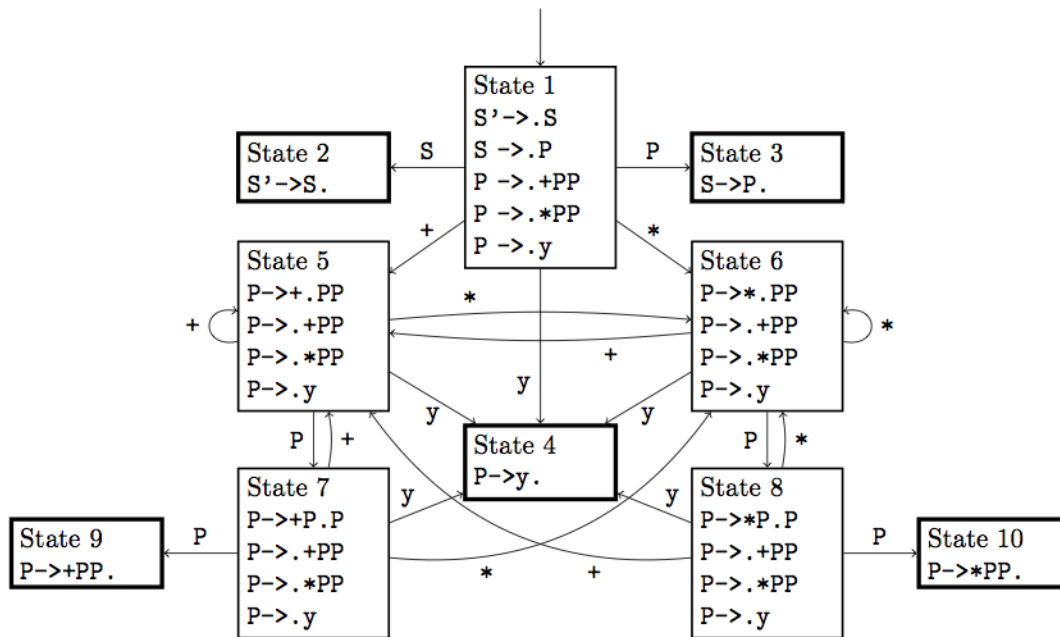 State 1
S'->.S
S ->.P
P ->.+PP
P ->.*PP
P ->.y
State 2
S'->S.
S
P
State 3
S->P.
+
*
State 5
P->+.PP
P->.+PP
P->.*PP
P->.y
State 6
P->*.PP
P->.+PP
P->.*PP
P->.y
*
+
+
*
y
y
y
P
+
P
*
State 4
P->y.
State 7
P->+P.P
P->.+PP
P->.*PP
P->.y
State 8
P->*P.P
P->.+PP
P->.*PP
P->.y
y
y
State 9
P->+PP.
P
*
+
P
State 10
P->*PP.